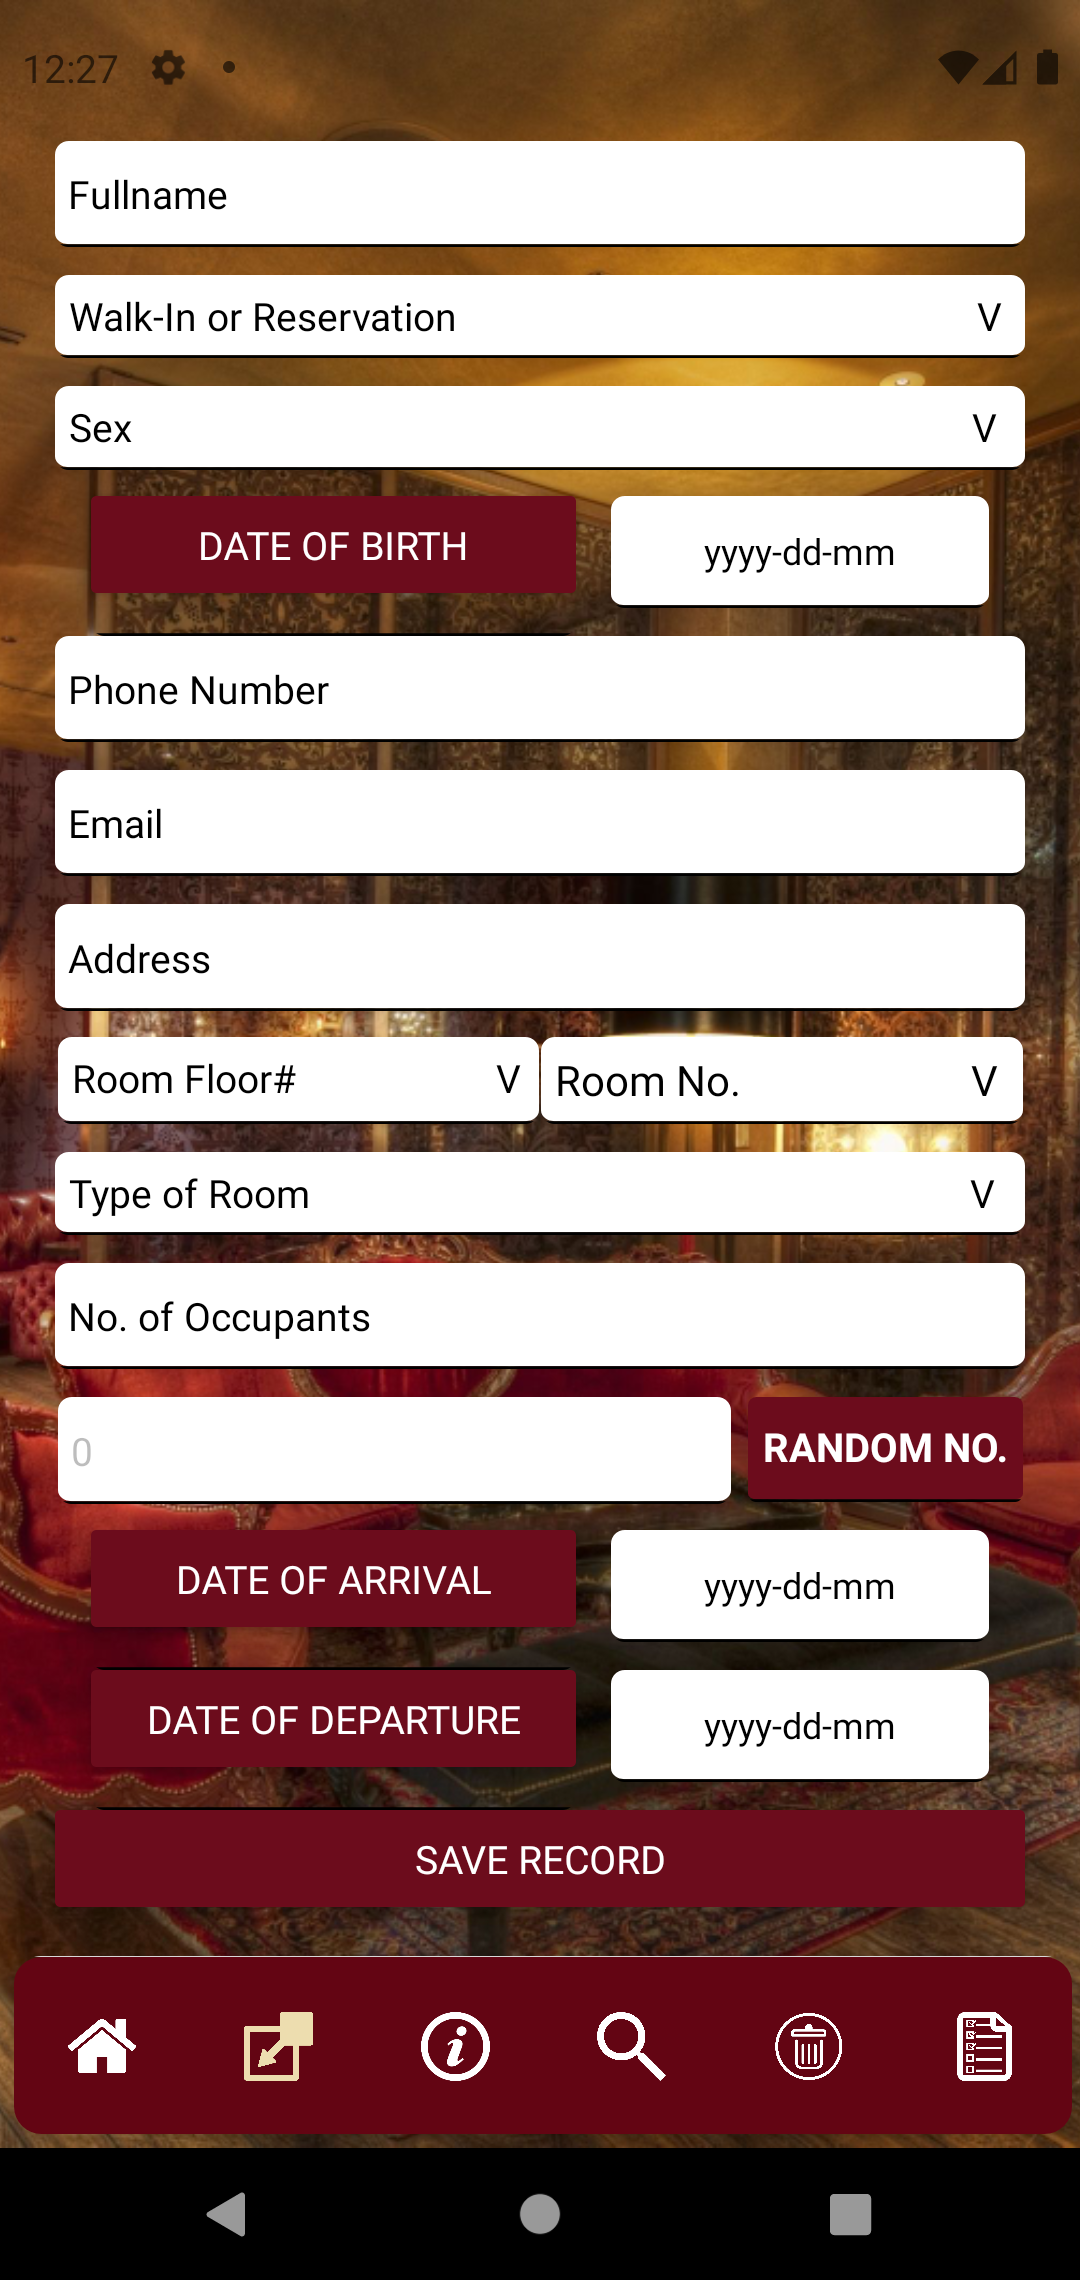 12:27
Fullname
Walk-In or Reservation V
Sex V
DATE OF BIRTH yyyy-dd-mm
Phone Number
Email
Address
Room Floor# V Room No. V
Type of Room V
No. of Occupants
0 RANDOM NO.
DATE OF ARRIVAL yyyy-dd-mm
DATE OF DEPARTURE yyyy-dd-mm
SAVE RECORD